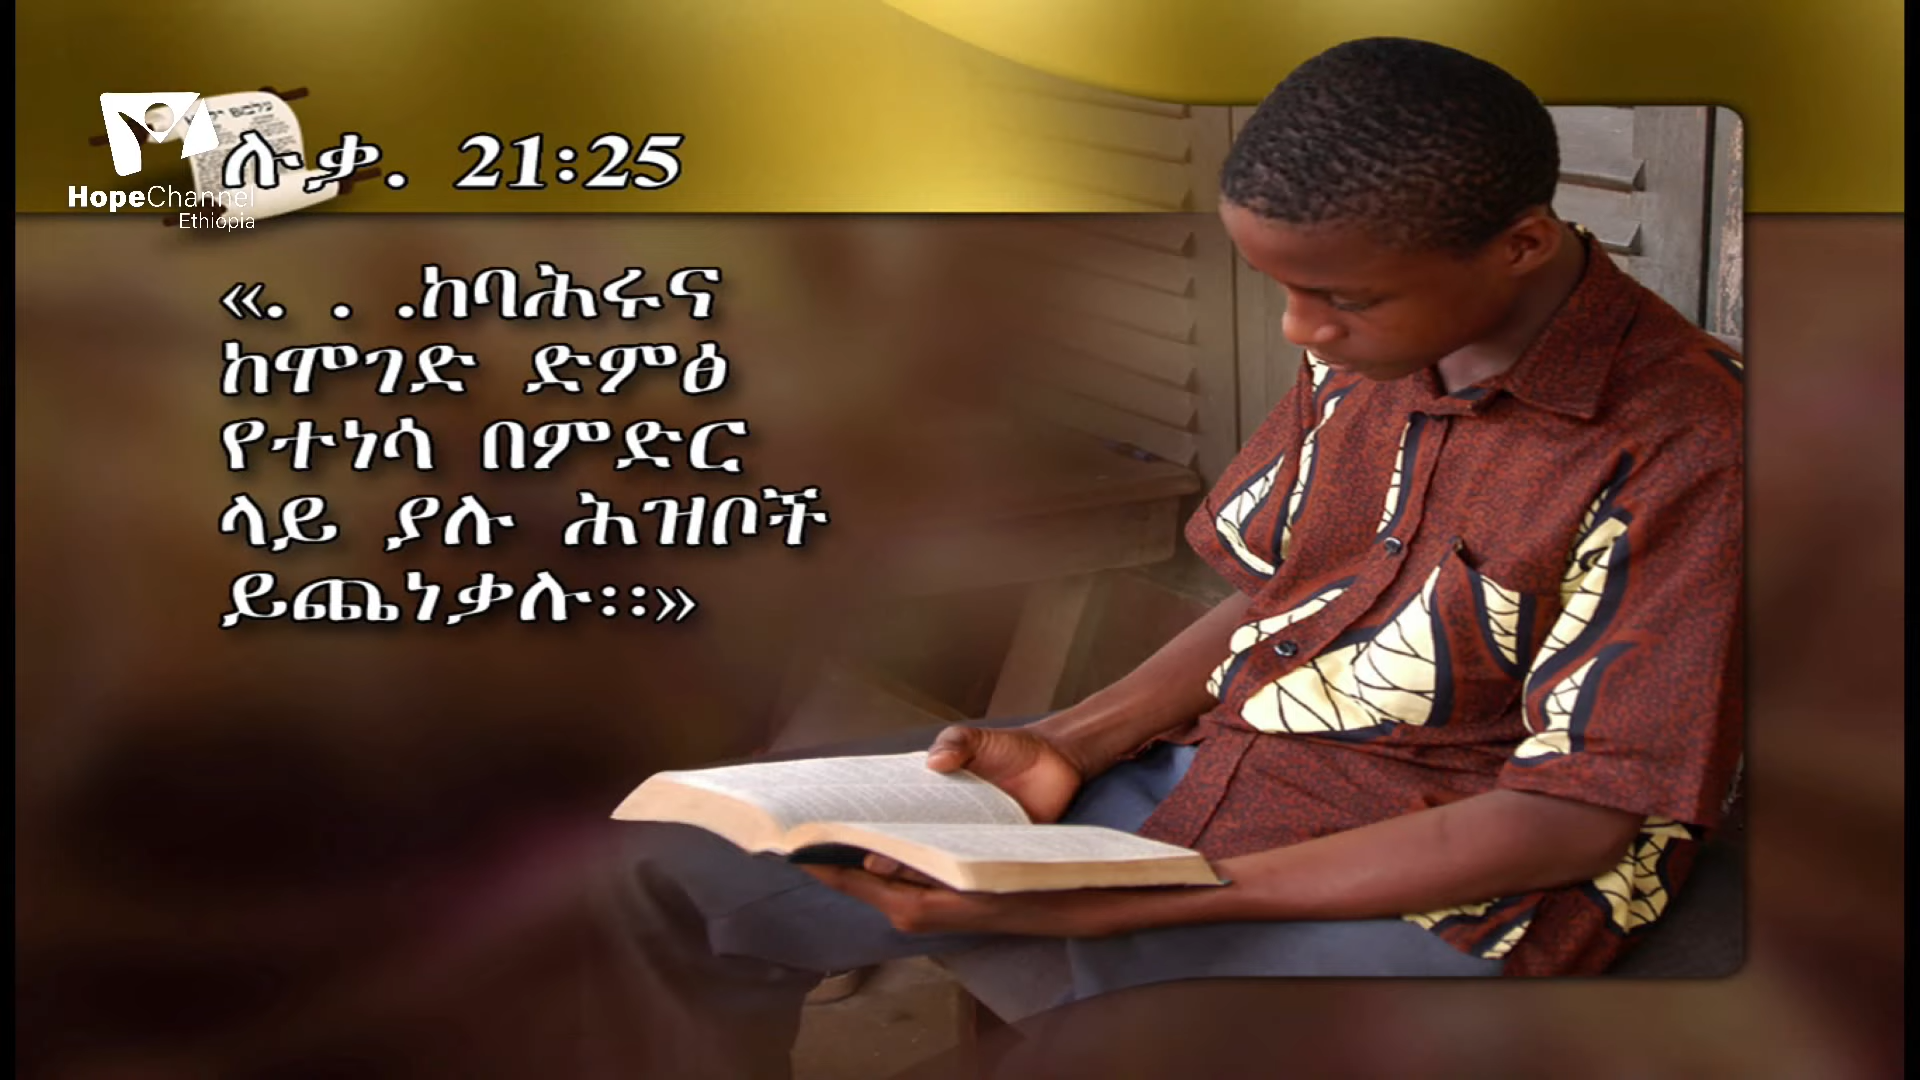 HopeChannel
Ethiopia
ሉቃ. 21:25
«. . .ከባሕሩና
ከሞገድ ድምፅ
የተነሳ በምድር
ላይ ያሉ ሕዝቦች
ይጨነቃሉ፡፡»